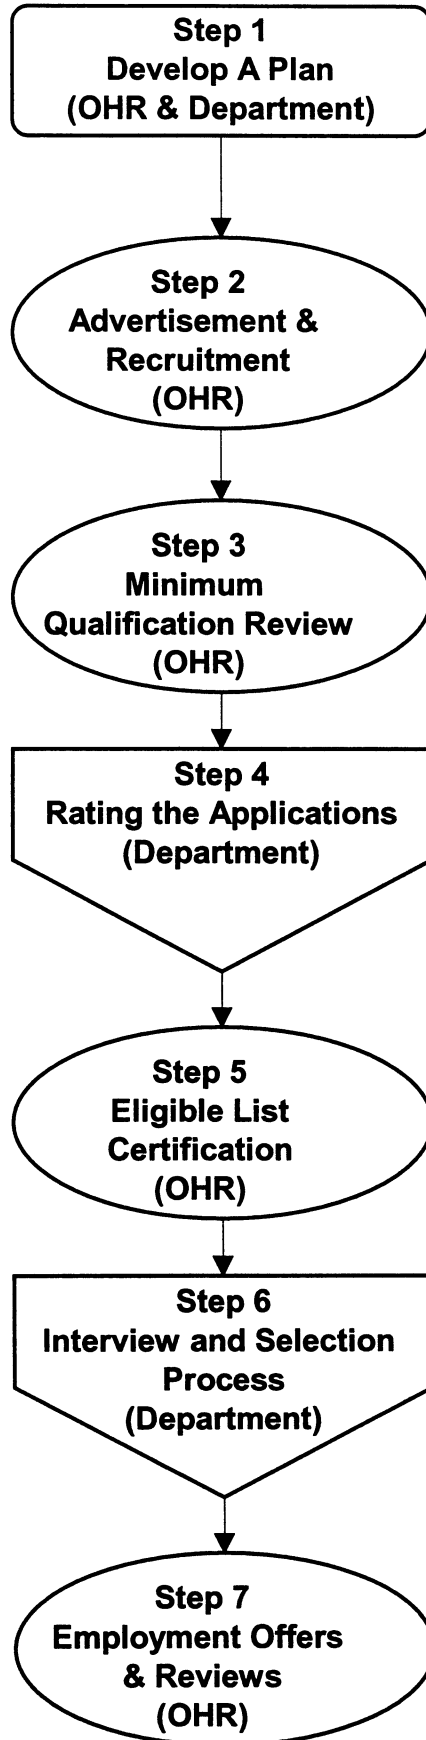 Step 1
Develop A Plan
(OHR & Department)
Step 2
Advertisement &
Recruitment
(OHR)
Step 3
Minimum
Qualification Review
(OHR)
Step 4
Rating the Applications
(Department)
Step 5
Eligible List
Certification
(OHR)
Step 6
Interview and Selection
Process
(Department)
Step 7
Employment Offers
& Reviews
(OHR)